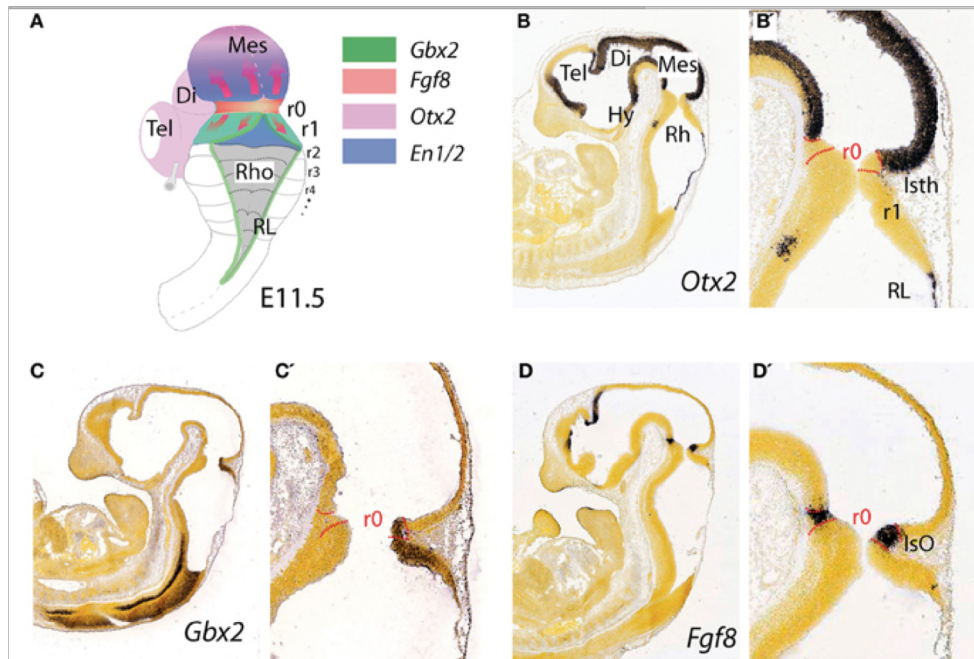 A
Mes
Di
Tel
r0
r1
r2
r3
r4
Rho
RL
E11.5
Gbx2
Fgf8
Otx2
En1/2
B
Tel
Di
Mes
Hy
Rh
Otx2
B´
r0
Isth
r1
RL
C
Gbx2
C´
r0
D
Fgf8
D´
r0
IsO